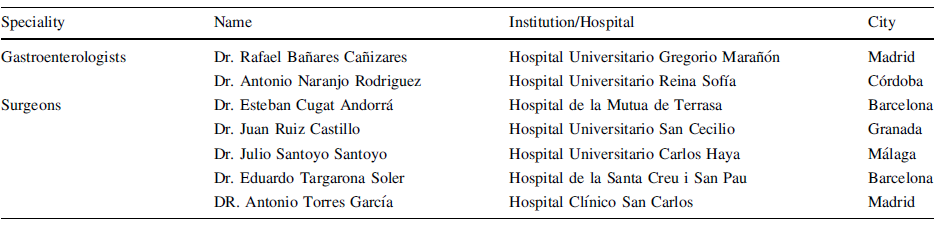 Speciality Name Institution/Hospital City
Gastroenterologists Dr. Rafael Bañares Cañizares Hospital Universitario Gregorio Marañón Madrid
Dr. Antonio Naranjo Rodriguez Hospital Universitario Reina Sofía Córdoba
Surgeons Dr. Esteban Cugat Andorrá Hospital de la Mutua de Terrasa Barcelona
Dr. Juan Ruiz Castillo Hospital Universitario San Cecilio Granada
Dr. Julio Santoyo Santoyo Hospital Universitario Carlos Haya Málaga
Dr. Eduardo Targarona Soler Hospital de la Santa Creu i San Pau Barcelona
DR. Antonio Torres García Hospital Clínico San Carlos Madrid